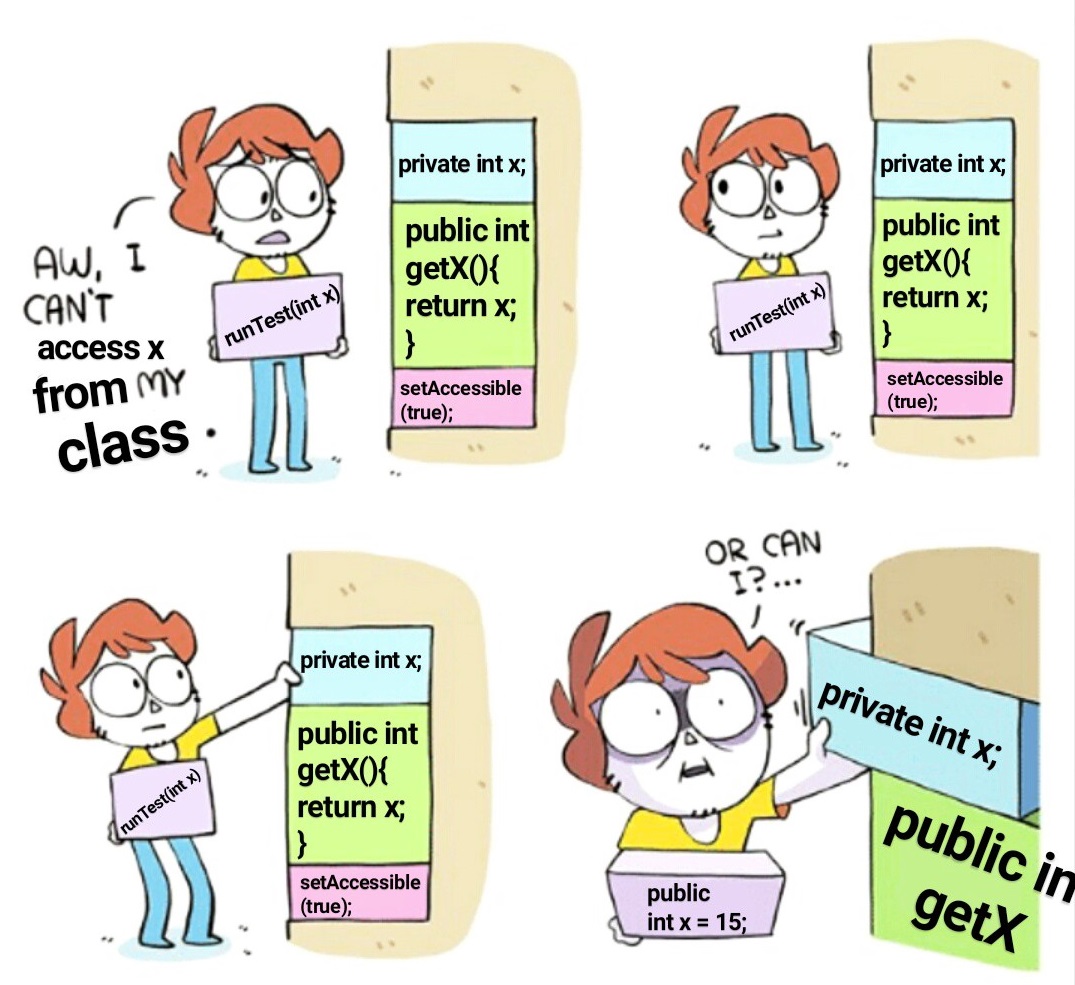 AW, I
CAN'T
access x
from MY
class.
runTest(int x)
private int x;
public int
getX(){
return x;
}
setAccessible
(true);
runTest(int x)
private int x;
public int
getX(){
return x;
}
setAccessible
(true);
runTest(int x)
private int x;
public int
getX(){
return x;
}
setAccessible
(true);
OR CAN
I?...
private int x;
public in
getX
public
int x = 15;